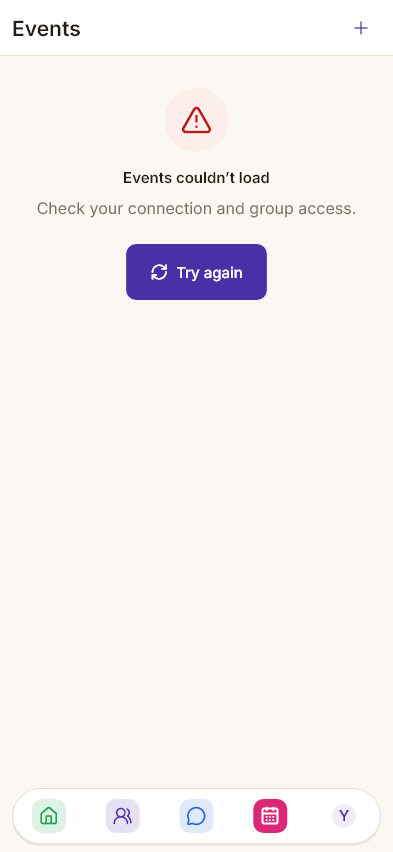 Events
Events couldn’t load
Check your connection and group access.
Try again
Y